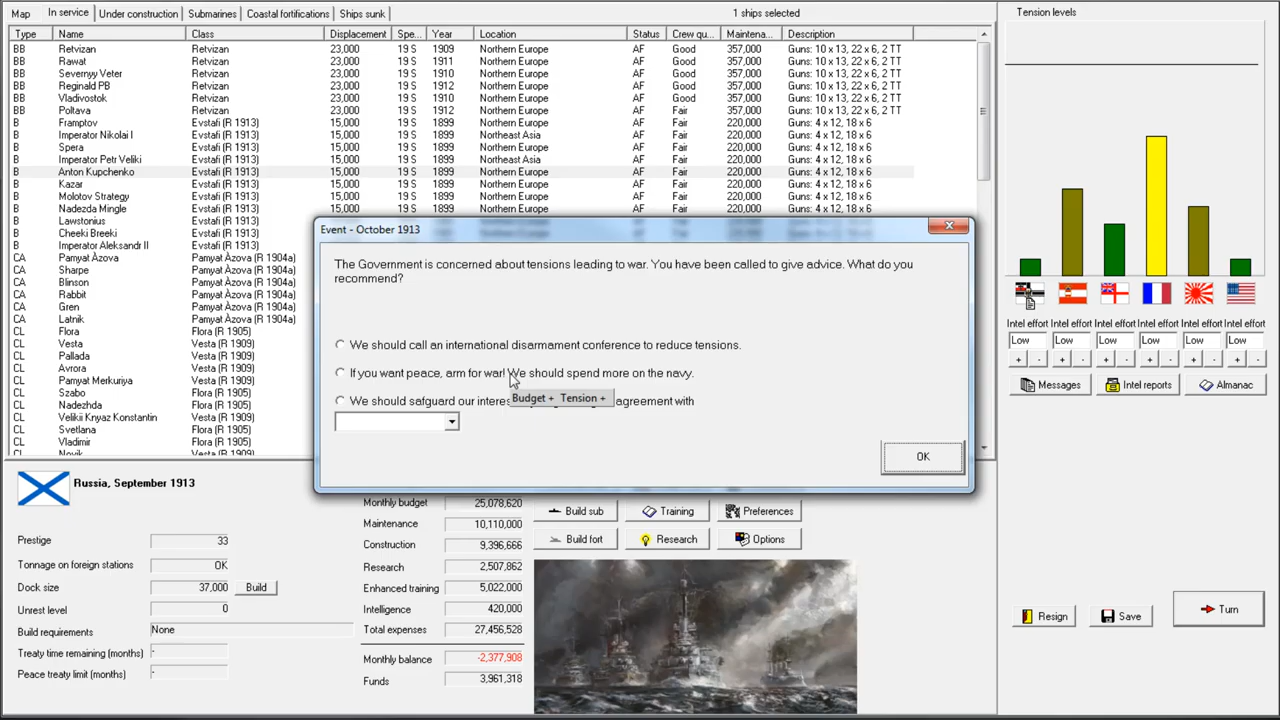 Map In service Under construction Submarines Coastal fortifications Ships sunk 1 ships selected Tension levels
Type Name Class Displacement Spe... Year Location Status Crew qu... Maintena... Description
BB Retvizan Retvizan 23,000 19 S 1909 Northern Europe AF Good 357,000 Guns: 10 x 13, 22 x 6, 2 TT
BB Rawat Retvizan 23,000 19 S 1911 Northern Europe AF Good 357,000 Guns: 10 x 13, 22 x 6, 2 TT
BB Severnyy Veter Retvizan 23,000 19 S 1910 Northern Europe AF Good 357,000 Guns: 10 x 13, 22 x 6, 2 TT
BB Reginald PB Retvizan 23,000 19 S 1912 Northern Europe AF Good 357,000 Guns: 10 x 13, 22 x 6, 2 TT
BB Vladivostok Retvizan 23,000 19 S 1910 Northern Europe AF Good 357,000 Guns: 10 x 13, 22 x 6, 2 TT
BB Poltava Retvizan 23,000 19 S 1912 Northern Europe AF Fair 357,000 Guns: 10 x 13, 22 x 6, 2 TT
B Framptov Evstafi (R 1913) 15,000 19 S 1899 Northern Europe AF Fair 220,000 Guns: 4 x 12, 18 x 6
B Imperator Nikolai I Evstafi (R 1913) 15,000 19 S 1899 Northeast Asia AF Fair 220,000 Guns: 4 x 12, 18 x 6
B Spera Evstafi (R 1913) 15,000 19 S 1899 Northern Europe AF Fair 220,000 Guns: 4 x 12, 18 x 6
B Imperator Petr Veliki Evstafi (R 1913) 15,000 19 S 1899 Northeast Asia AF Fair 220,000 Guns: 4 x 12, 18 x 6
B Anton Kupchenko Evstafi (R 1913) 15,000 19 S 1899 Northern Europe AF Fair 220,000 Guns: 4 x 12, 18 x 6
B Kazar Evstafi (R 1913) 15,000 19 S 1899 Northern Europe AF Fair 220,000 Guns: 4 x 12, 18 x 6
B Molotov Strategy Evstafi (R 1913) 15,000 19 S 1899 Northern Europe AF Fair 220,000 Guns: 4 x 12, 18 x 6
B Nadezda Mingle Evstafi (R 1913) 15,000 19 S 1899 Northern Europe AF Fair 220,000 Guns: 4 x 12, 18 x 6
B Lawstonius Evstafi (R 1913)
B Cheeki Breeki Evstafi (R 1913)
B Imperator Aleksandr II Evstafi (R 1913)
CA Pamyat Àzova Pamyat Àzova (R 1904a)
CA Sharpe Pamyat Àzova (R 1904a)
CA Blinson Pamyat Àzova (R 1904a)
CA Rabbit Pamyat Àzova (R 1904a)
CA Gren Pamyat Àzova (R 1904a)
CA Latnik Pamyat Àzova (R 1904a)
CL Flora Flora (R 1905)
CL Vesta Vesta (R 1909)
CL Pallada Vesta (R 1909)
CL Avrora Vesta (R 1909)
CL Pamyat Merkuriya Vesta (R 1909)
CL Szabo Flora (R 1905)
CL Nadezhda Flora (R 1905)
CL Velikii Knyaz Konstantin Vesta (R 1909)
CL Svetlana Flora (R 1905)
CL Vladimir Flora (R 1905)
CL Novik Vesta (R 1909)
Event - October 1913
The Government is concerned about tensions leading to war. You have been called to give advice. What do you
recommend?
We should call an international disarmament conference to reduce tensions.
If you want peace, arm for war! We should spend more on the navy.
We should safguard our interes agreement with
Budget + Tension +
OK
Intel effort Intel effort Intel effort Intel effort Intel effort Intel effort
Low Low Low Low Low Low
+ - + - + - + - + - + -
Messages Intel reports Almanac
Russia, September 1913
Prestige 33
Tonnage on foreign stations OK
Dock size 37,000 Build
Unrest level 0
Build requirements None
Treaty time remaining (months) -
Peace treaty limit (months) -
Monthly budget 25,078,620
Maintenance 10,110,000
Construction 9,396,666
Research 2,507,862
Enhanced training 5,022,000
Intelligence 420,000
Total expenses 27,456,528
Monthly balance -2,377,908
Funds 3,961,318
Build sub Training Preferences
Build fort Research Options
Resign Save Turn